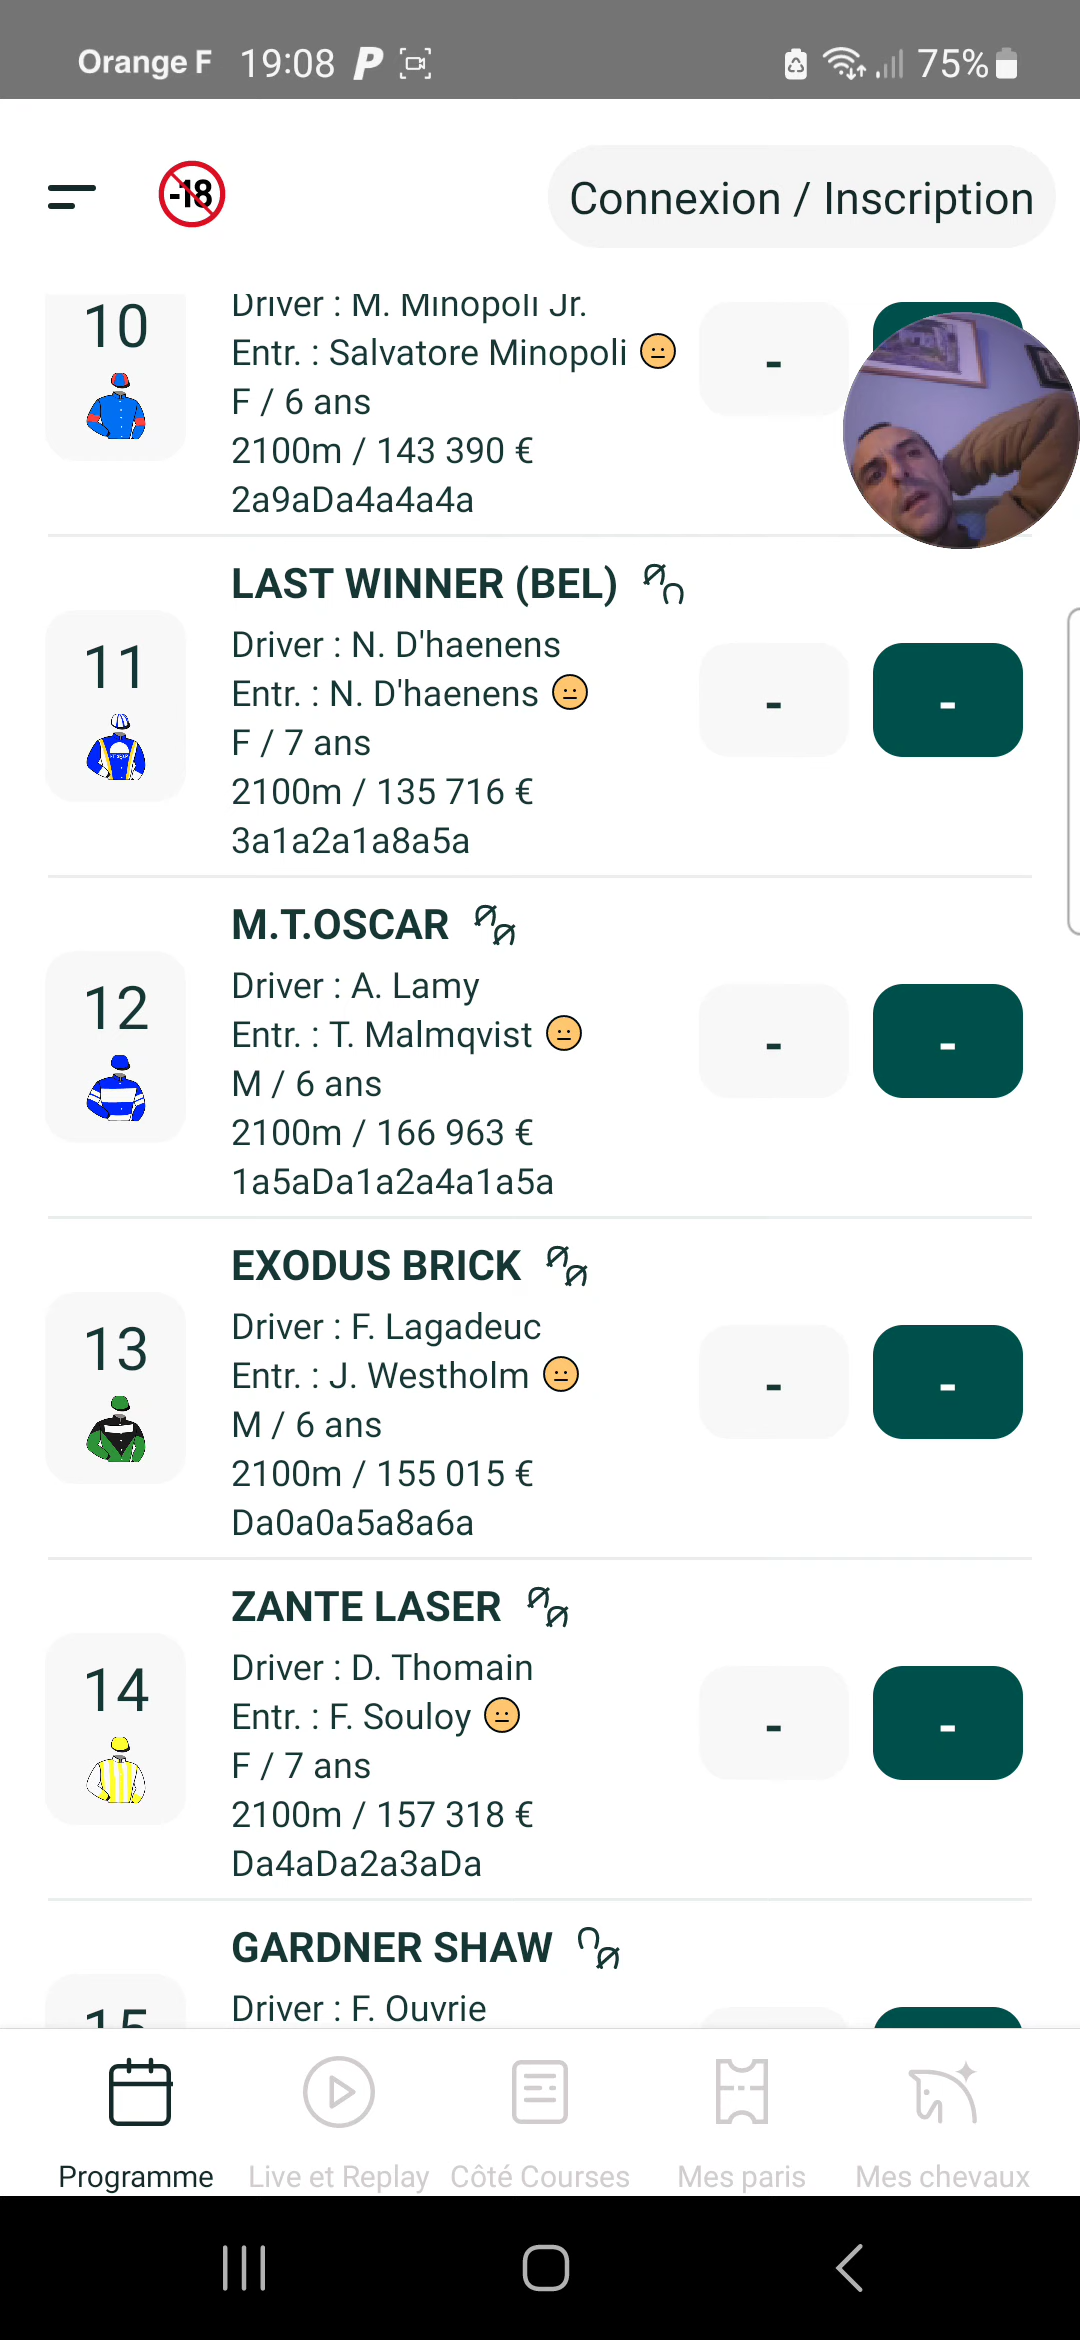 Orange F 19:08 75%
-18
Connexion / Inscription
10
Driver : M. Minopoli Jr.
Entr. : Salvatore Minopoli
F / 6 ans
2100m / 143 390 €
2a9aDa4a4a4a
-
LAST WINNER (BEL)
11
Driver : N. D'haenens
Entr. : N. D'haenens
F / 7 ans
2100m / 135 716 €
3a1a2a1a8a5a
- -
M.T.OSCAR
12
Driver : A. Lamy
Entr. : T. Malmqvist
M / 6 ans
2100m / 166 963 €
1a5aDa1a2a4a1a5a
- -
EXODUS BRICK
13
Driver : F. Lagadeuc
Entr. : J. Westholm
M / 6 ans
2100m / 155 015 €
Da0a0a5a8a6a
- -
ZANTE LASER
14
Driver : D. Thomain
Entr. : F. Souloy
F / 7 ans
2100m / 157 318 €
Da4aDa2a3aDa
- -
GARDNER SHAW
15
Driver : F. Ouvrie
Programme Live et Replay Côté Courses Mes paris Mes chevaux